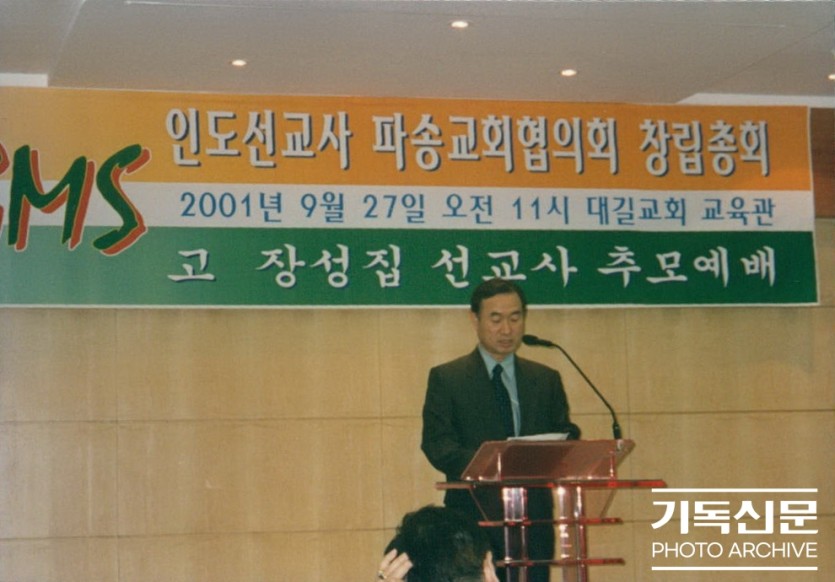 GMS
인도선교사 파송교회협의회 창립총회
2001년 9월 27일 오전 11시 대길교회 교육관
고 장성집 선교사 추모예배
기독신문
PHOTO ARCHIVE